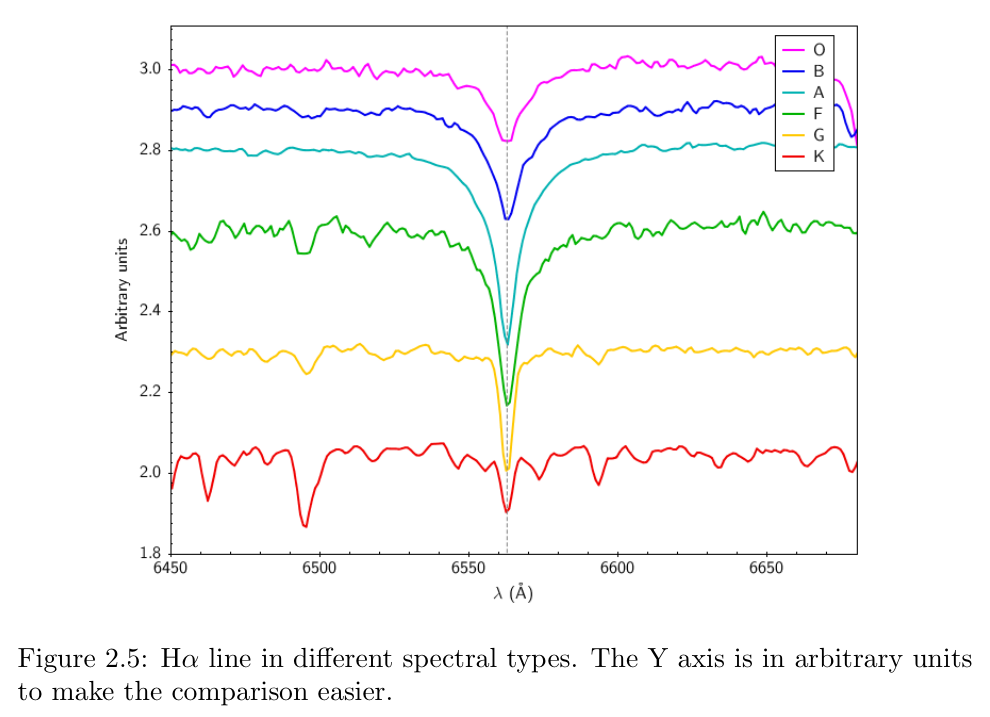 3.0
2.8
2.6
2.4
2.2
2.0
1.8
Arbitrary units
6450
6500
6550
6600
6650
λ (Å)
O
B
A
F
G
K
Figure 2.5: Hα line in different spectral types. The Y axis is in arbitrary units
to make the comparison easier.